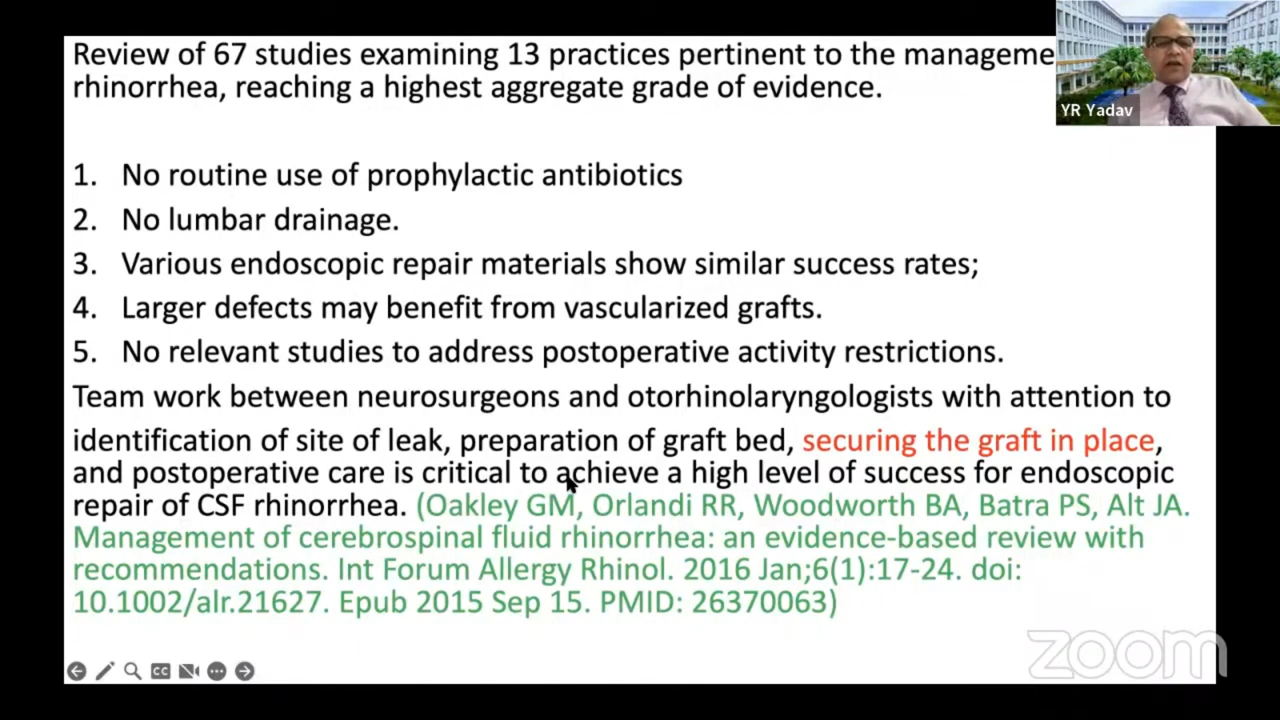 Review of 67 studies examining 13 practices pertinent to the manageme
rhinorrhea, reaching a highest aggregate grade of evidence.
YR Yadav
1. No routine use of prophylactic antibiotics
2. No lumbar drainage.
3. Various endoscopic repair materials show similar success rates;
4. Larger defects may benefit from vascularized grafts.
5. No relevant studies to address postoperative activity restrictions.
Team work between neurosurgeons and otorhinolaryngologists with attention to
identification of site of leak, preparation of graft bed, securing the graft in place,
and postoperative care is critical to achieve a high level of success for endoscopic
repair of CSF rhinorrhea. (Oakley GM, Orlandi RR, Woodworth BA, Batra PS, Alt JA.
Management of cerebrospinal fluid rhinorrhea: an evidence-based review with
recommendations. Int Forum Allergy Rhinol. 2016 Jan;6(1):17-24. doi:
10.1002/alr.21627. Epub 2015 Sep 15. PMID: 26370063)
CC
zoom